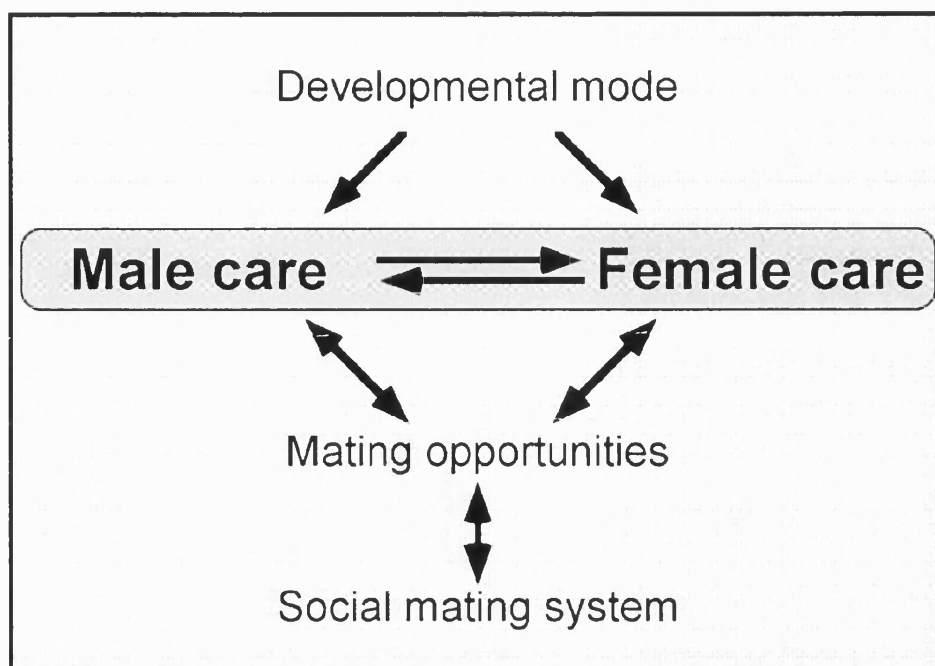 Developmental mode
Male care Female care
Mating opportunities
Social mating system